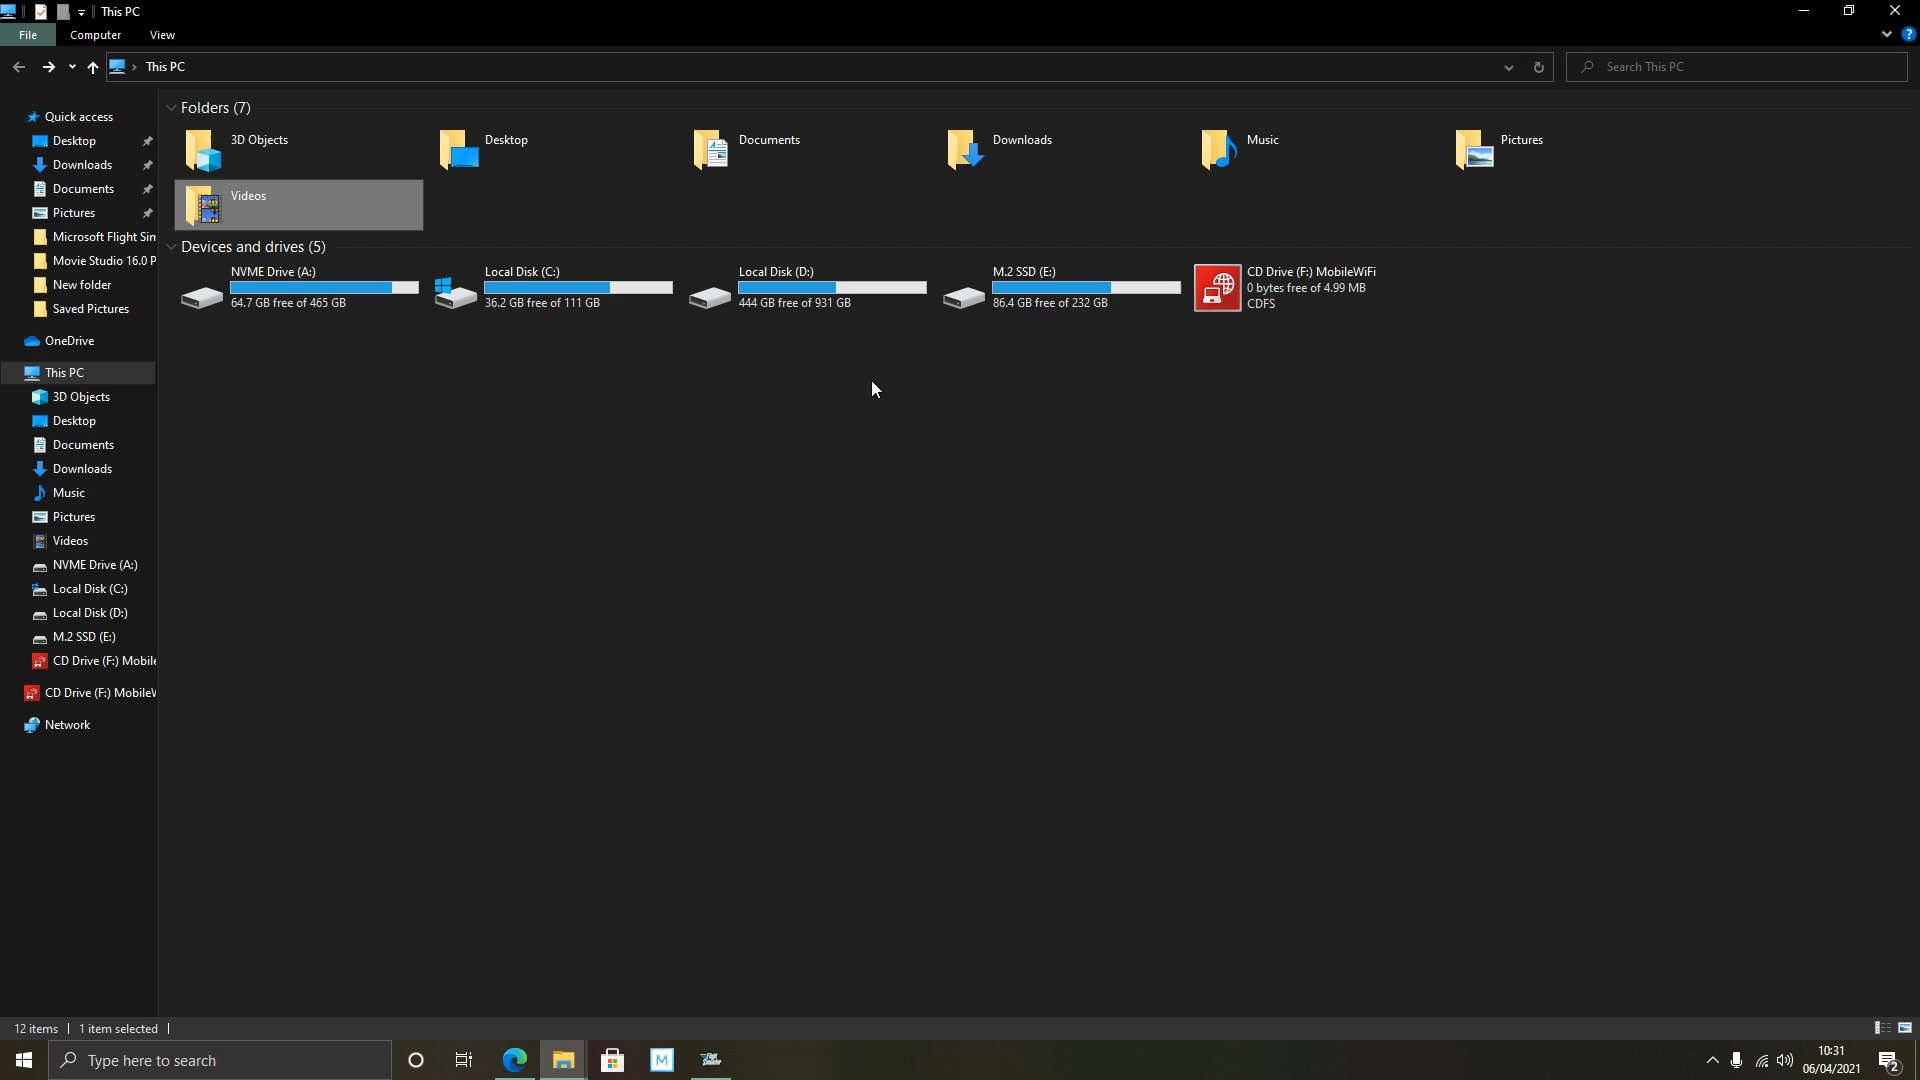 This PC
File Computer View
This PC
Search This PC
Quick access
Desktop
Downloads
Documents
Pictures
Microsoft Flight Sim
Movie Studio 16.0 P
New folder
Saved Pictures
OneDrive
This PC
3D Objects
Desktop
Documents
Downloads
Music
Pictures
Videos
NVME Drive (A:)
Local Disk (C:)
Local Disk (D:)
M.2 SSD (E:)
CD Drive (F:) Mobile
CD Drive (F:) MobileW
Network
Folders (7)
3D Objects
Desktop
Documents
Downloads
Music
Pictures
Videos
Devices and drives (5)
NVME Drive (A:)
64.7 GB free of 465 GB
Local Disk (C:)
36.2 GB free of 111 GB
Local Disk (D:)
444 GB free of 931 GB
M.2 SSD (E:)
86.4 GB free of 232 GB
CD Drive (F:) MobileWiFi
0 bytes free of 4.99 MB
CDFS
12 items
1 item selected
Type here to search
M
10:31
06/04/2021
2